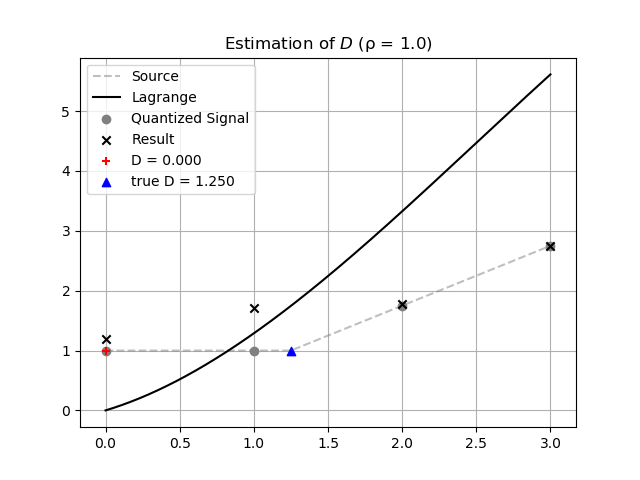 Estimation of D (ρ = 1.0)
Source
Lagrange
Quantized Signal
Result
D = 0.000
true D = 1.250
5
4
3
2
1
0
0.0 0.5 1.0 1.5 2.0 2.5 3.0